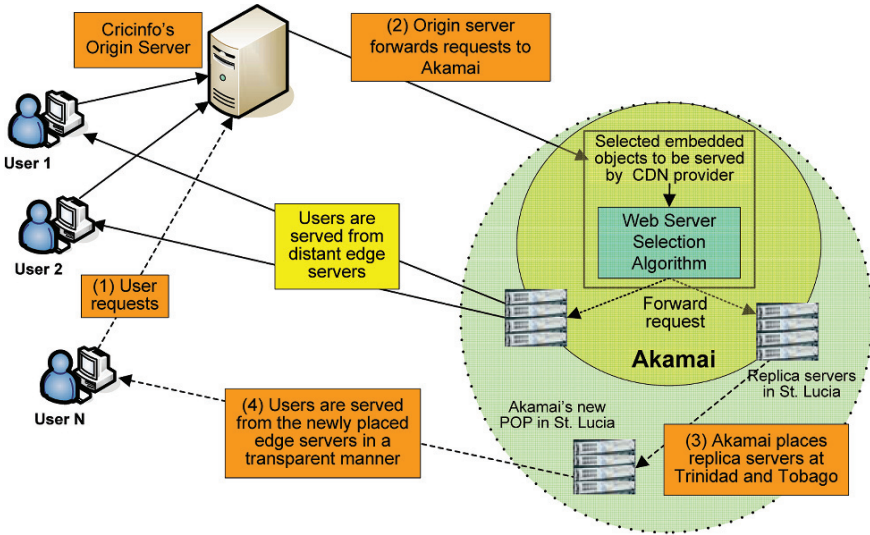 Cricinfo's
Origin Server
(2) Origin server
forwards requests to
Akamai
User 1
Selected embedded
objects to be served
by CDN provider
Web Server
Selection
Algorithm
Users are
served from
distant edge
servers
User 2
(1) User
requests
Forward
request
Akamai
Replica servers
in St. Lucia
User N
(4) Users are served
from the newly placed
edge servers in a
transparent manner
Akamai's new
POP in St. Lucia
(3) Akamai places
replica servers at
Trinidad and Tobago